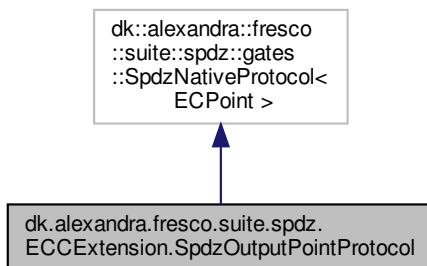 dk::alexandra::fresco
::suite::spdz::gates
::SpdzNativeProtocol<
ECPoint >
dk.alexandra.fresco.suite.spdz.
ECCExtension.SpdzOutputPointProtocol